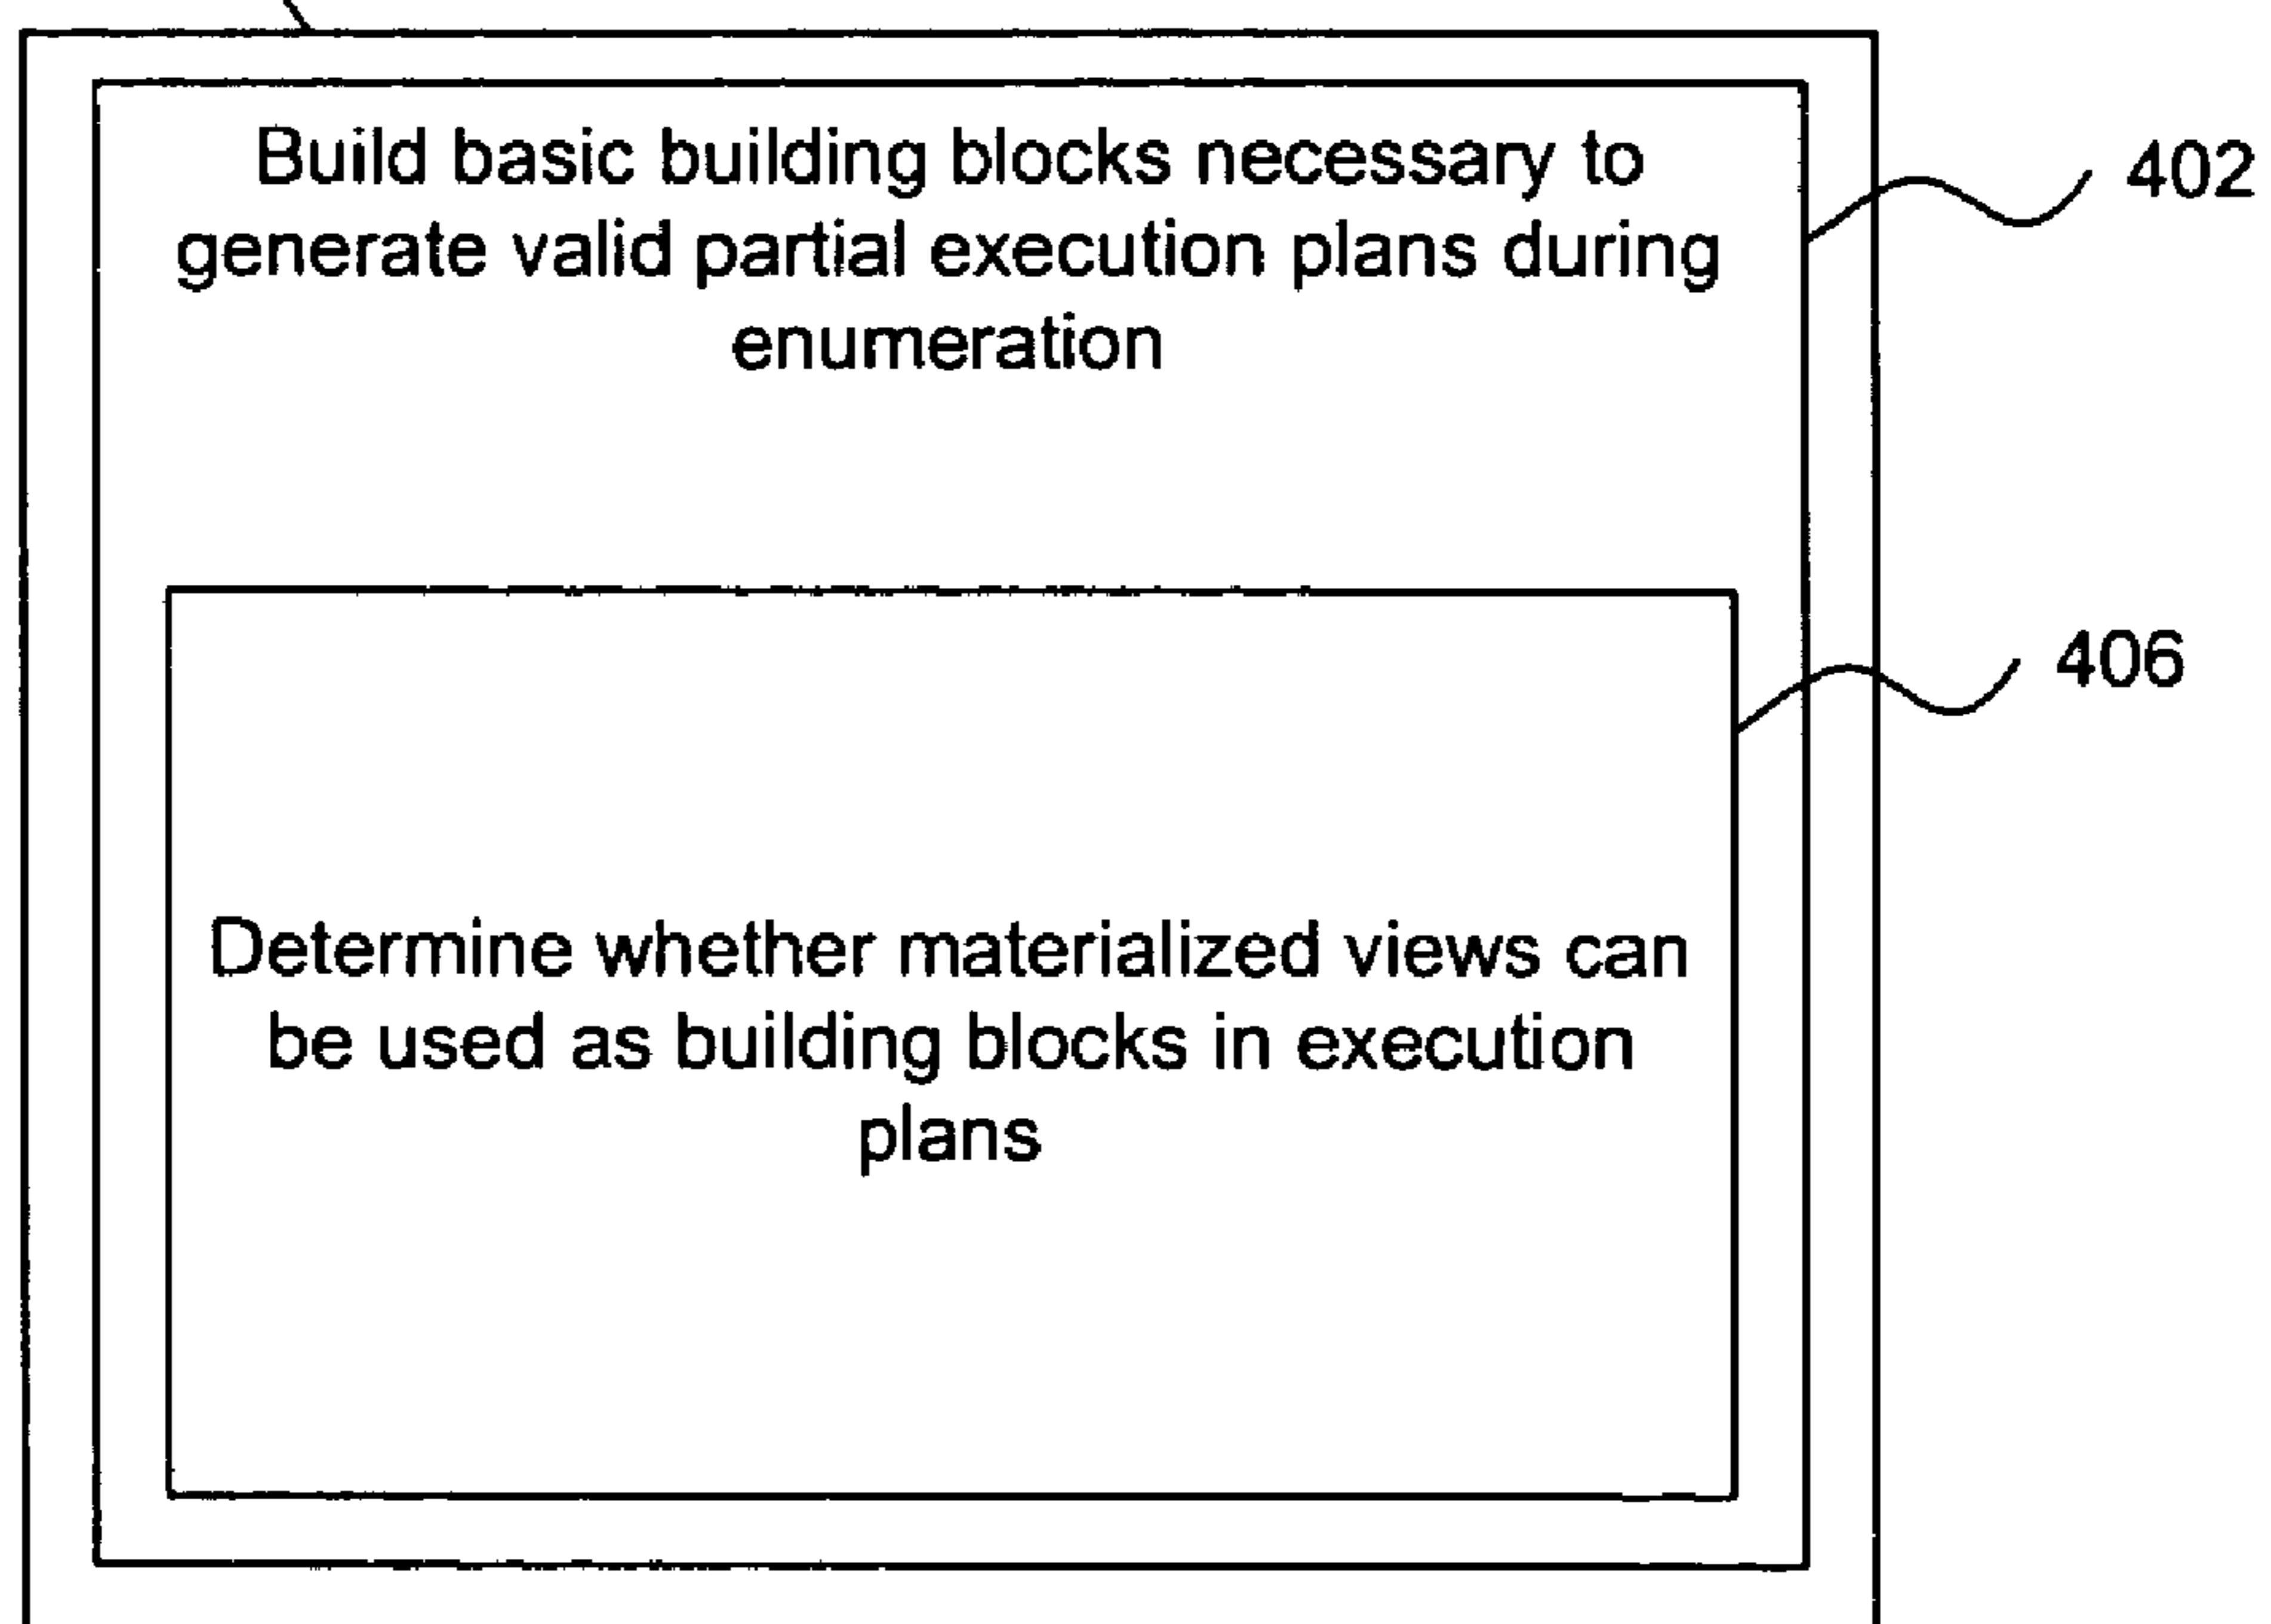 Build basic building blocks necessary to
generate valid partial execution plans during
enumeration
402
406
Determine whether materialized views can
be used as building blocks in execution
plans